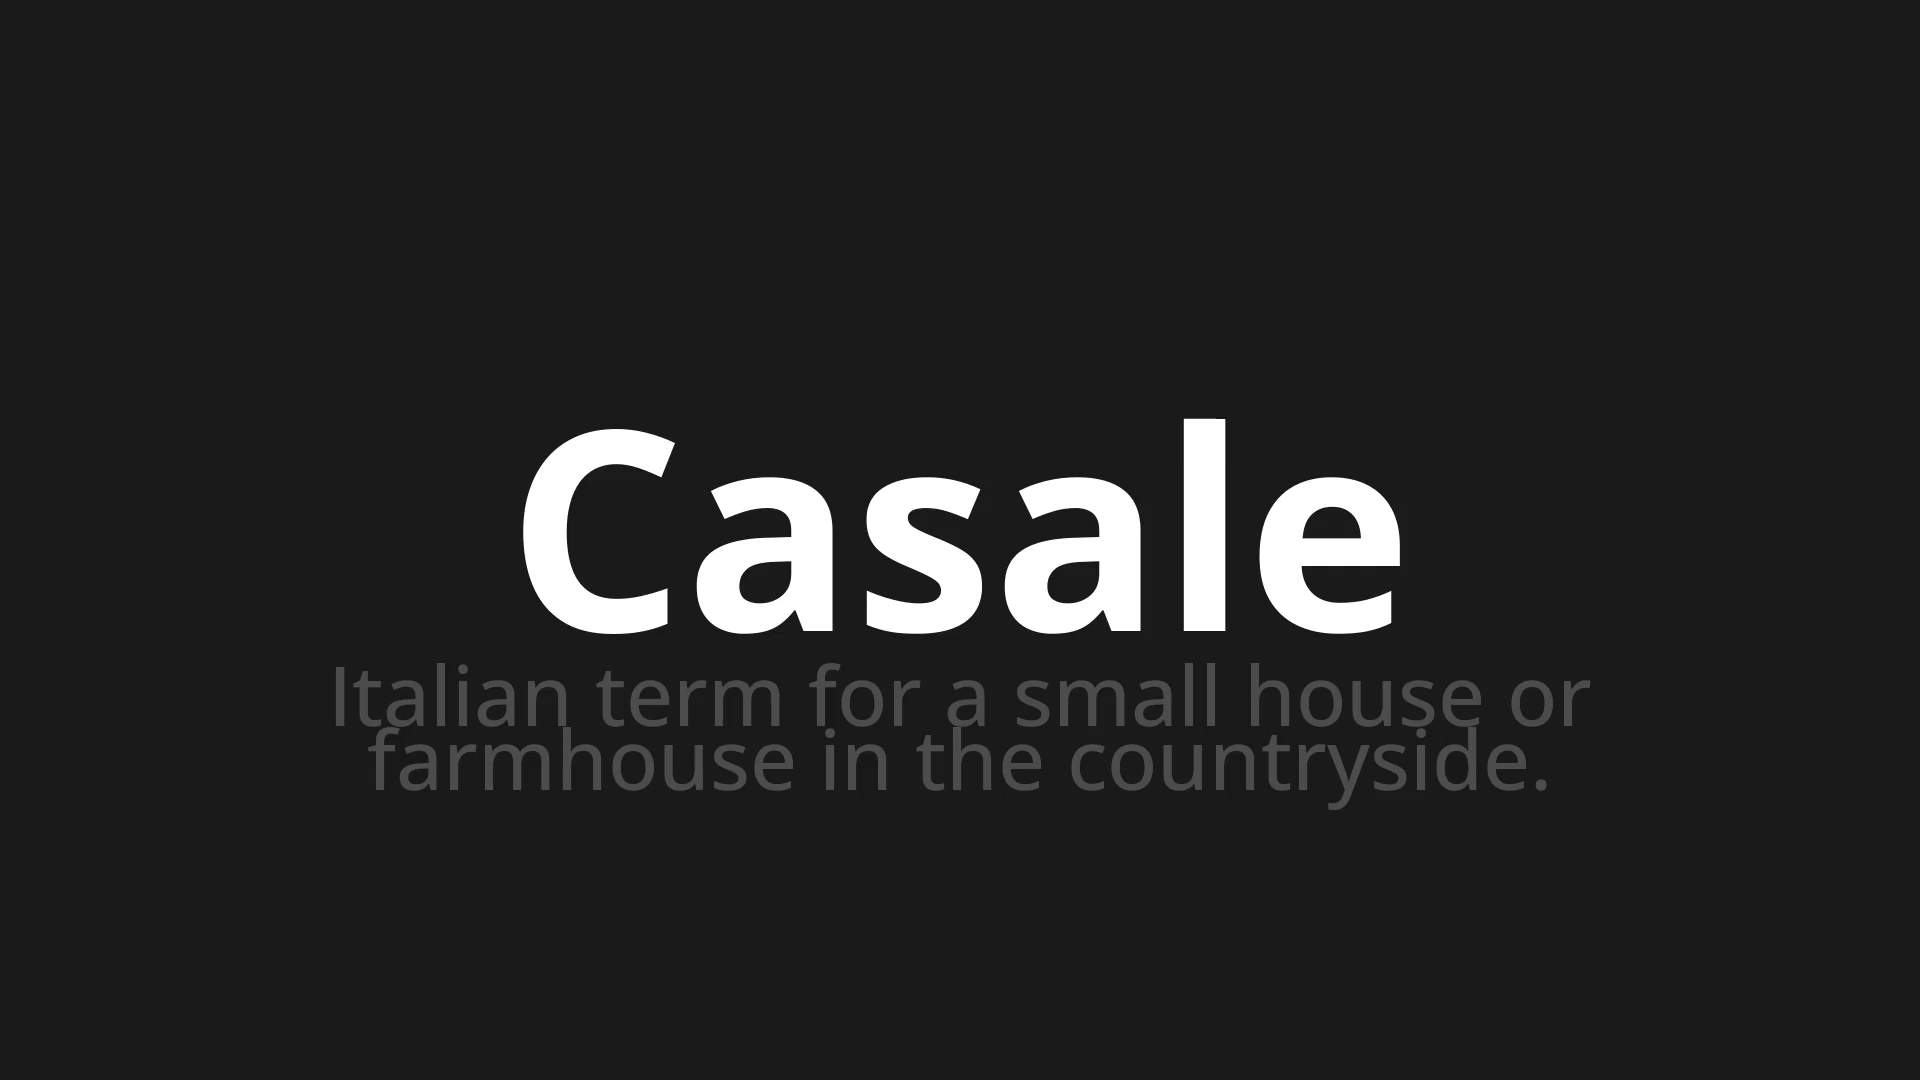 Casale
Italian term for a small house or
farmhouse in the countryside.